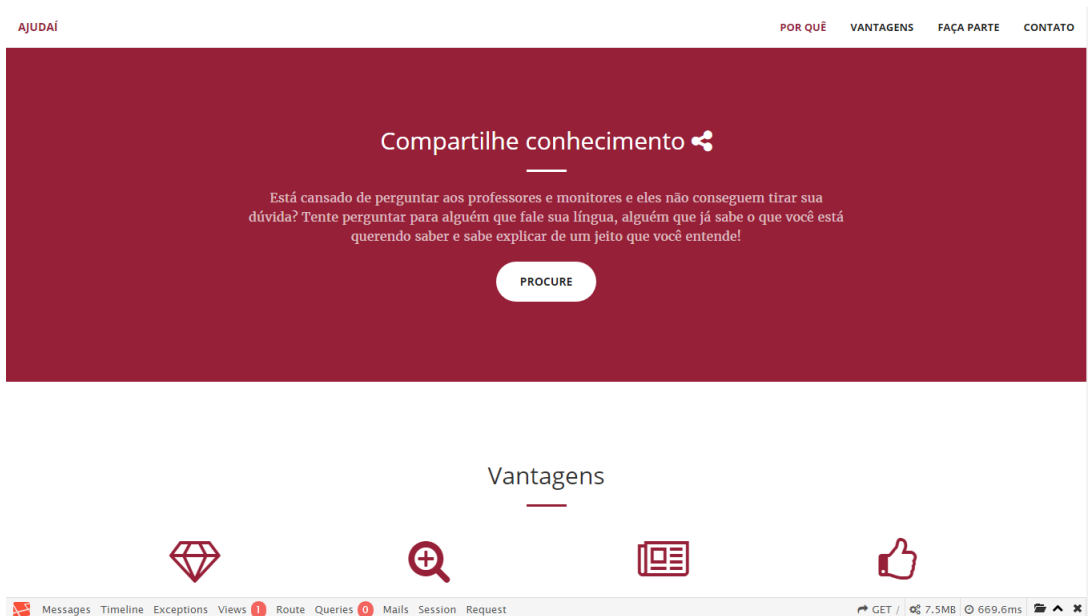 AJUDAÍ
POR QUÊ VANTAGENS FAÇA PARTE CONTATO
Compartilhe conhecimento
Está cansado de perguntar aos professores e monitores e eles não conseguem tirar sua
dúvida? Tente perguntar para alguém que fale sua língua, alguém que já sabe o que você está
querendo saber e sabe explicar de um jeito que você entende!
PROCURE
Vantagens
Messages Timeline Exceptions Views 1 Route Queries 0 Mails Session Request
GET / 7.5MB 669.6ms